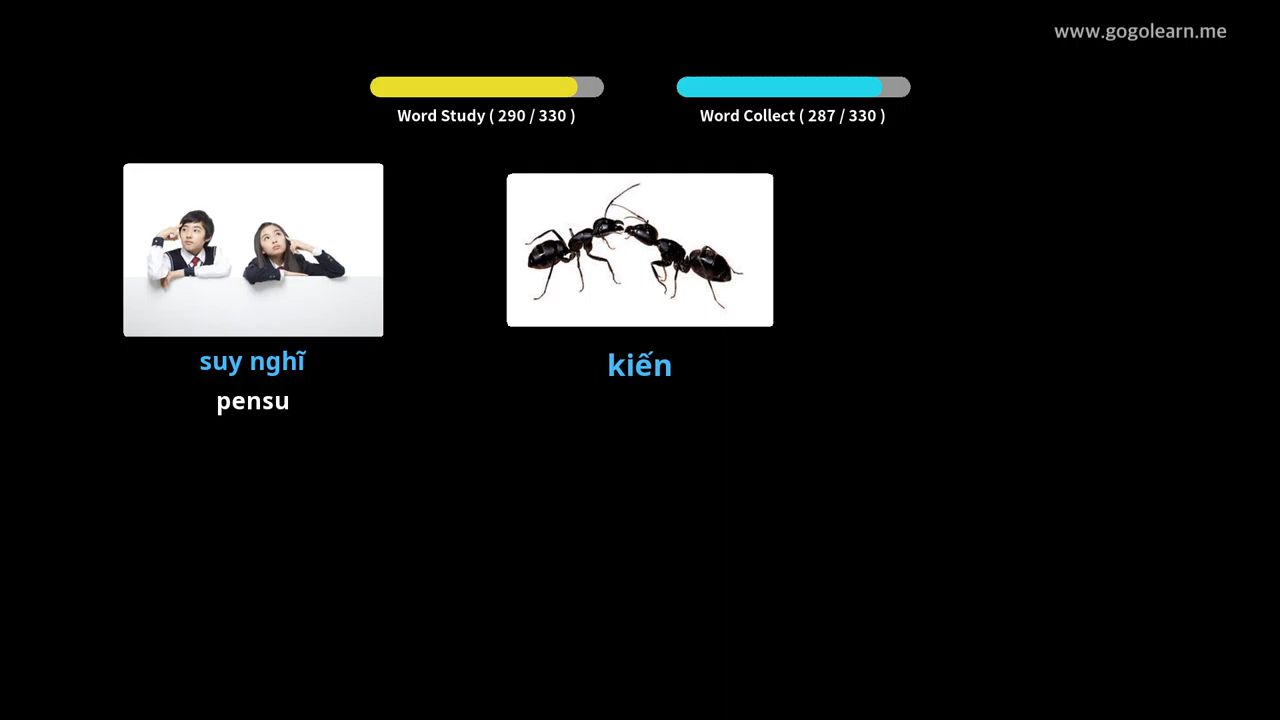 www.gogolearn.me
Word Study ( 290 / 330 )
Word Collect ( 287 / 330 )
suy nghĩ
pensu
kiến